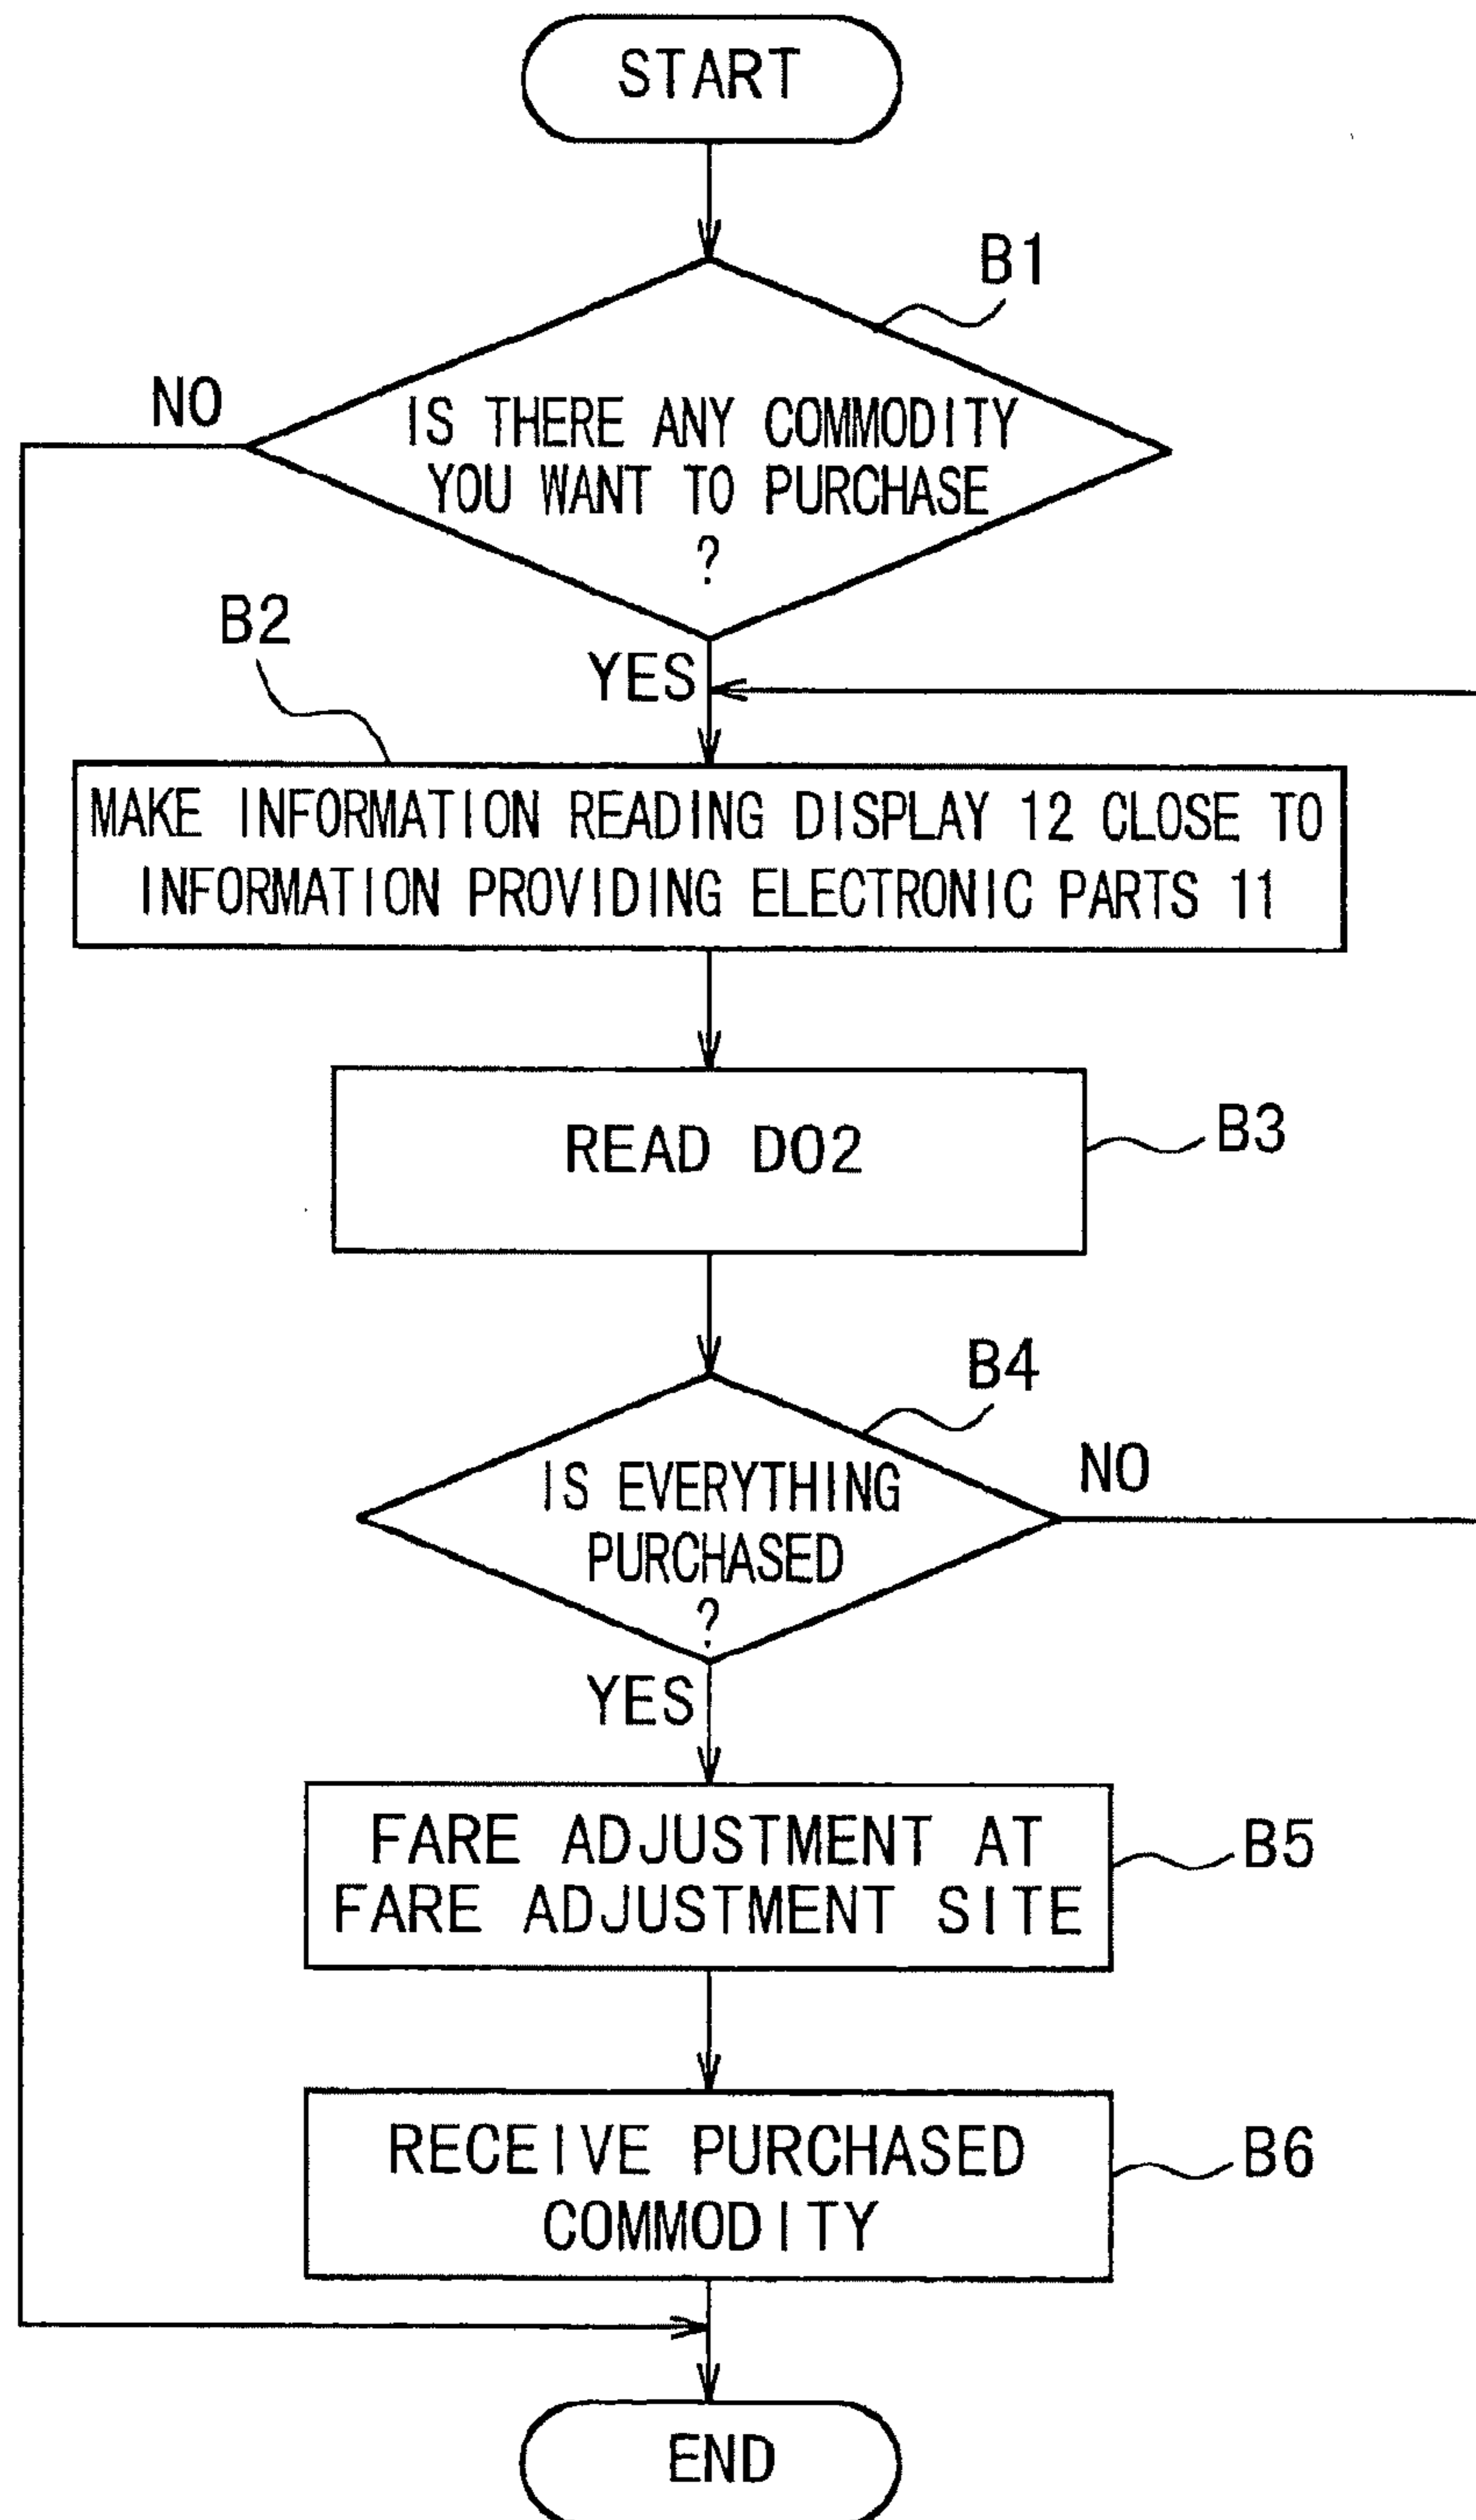 START
B1
NO
IS THERE ANY COMMODITY
YOU WANT TO PURCHASE
?
B2
YES
MAKE INFORMATION READING DISPLAY 12 CLOSE TO
INFORMATION PROVIDING ELECTRONIC PARTS 11
READ DO2
B3
B4
NO
IS EVERYTHING
PURCHASED
?
YES
FARE ADJUSTMENT AT
FARE ADJUSTMENT SITE
B5
RECEIVE PURCHASED
COMMODITY
B6
END